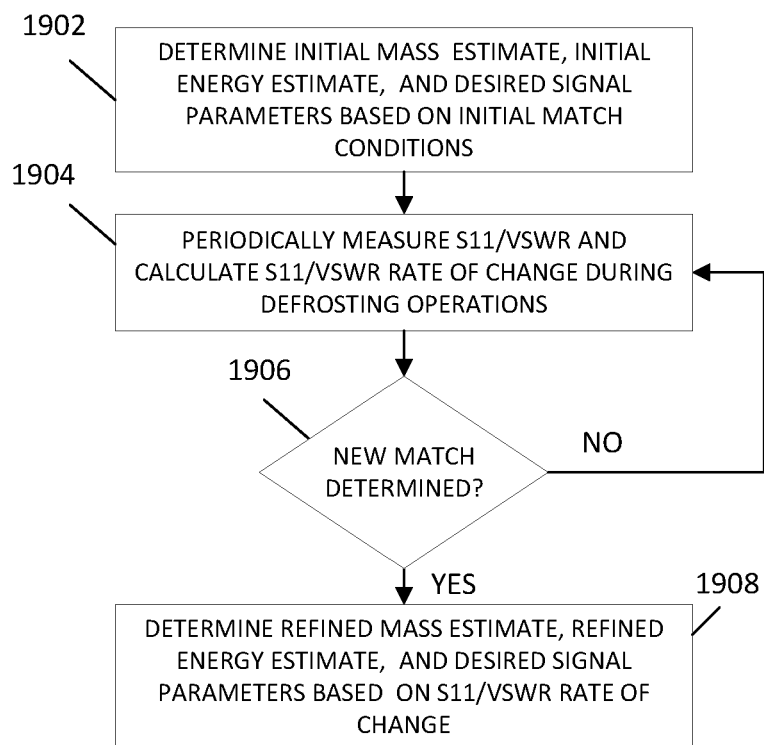 1902
DETERMINE INITIAL MASS ESTIMATE, INITIAL
ENERGY ESTIMATE, AND DESIRED SIGNAL
PARAMETERS BASED ON INITIAL MATCH
CONDITIONS
1904
PERIODICALLY MEASURE S11/VSWR AND
CALCULATE S11/VSWR RATE OF CHANGE DURING
DEFROSTING OPERATIONS
1906
NEW MATCH
DETERMINED?
NO
YES
1908
DETERMINE REFINED MASS ESTIMATE, REFINED
ENERGY ESTIMATE, AND DESIRED SIGNAL
PARAMETERS BASED ON S11/VSWR RATE OF
CHANGE